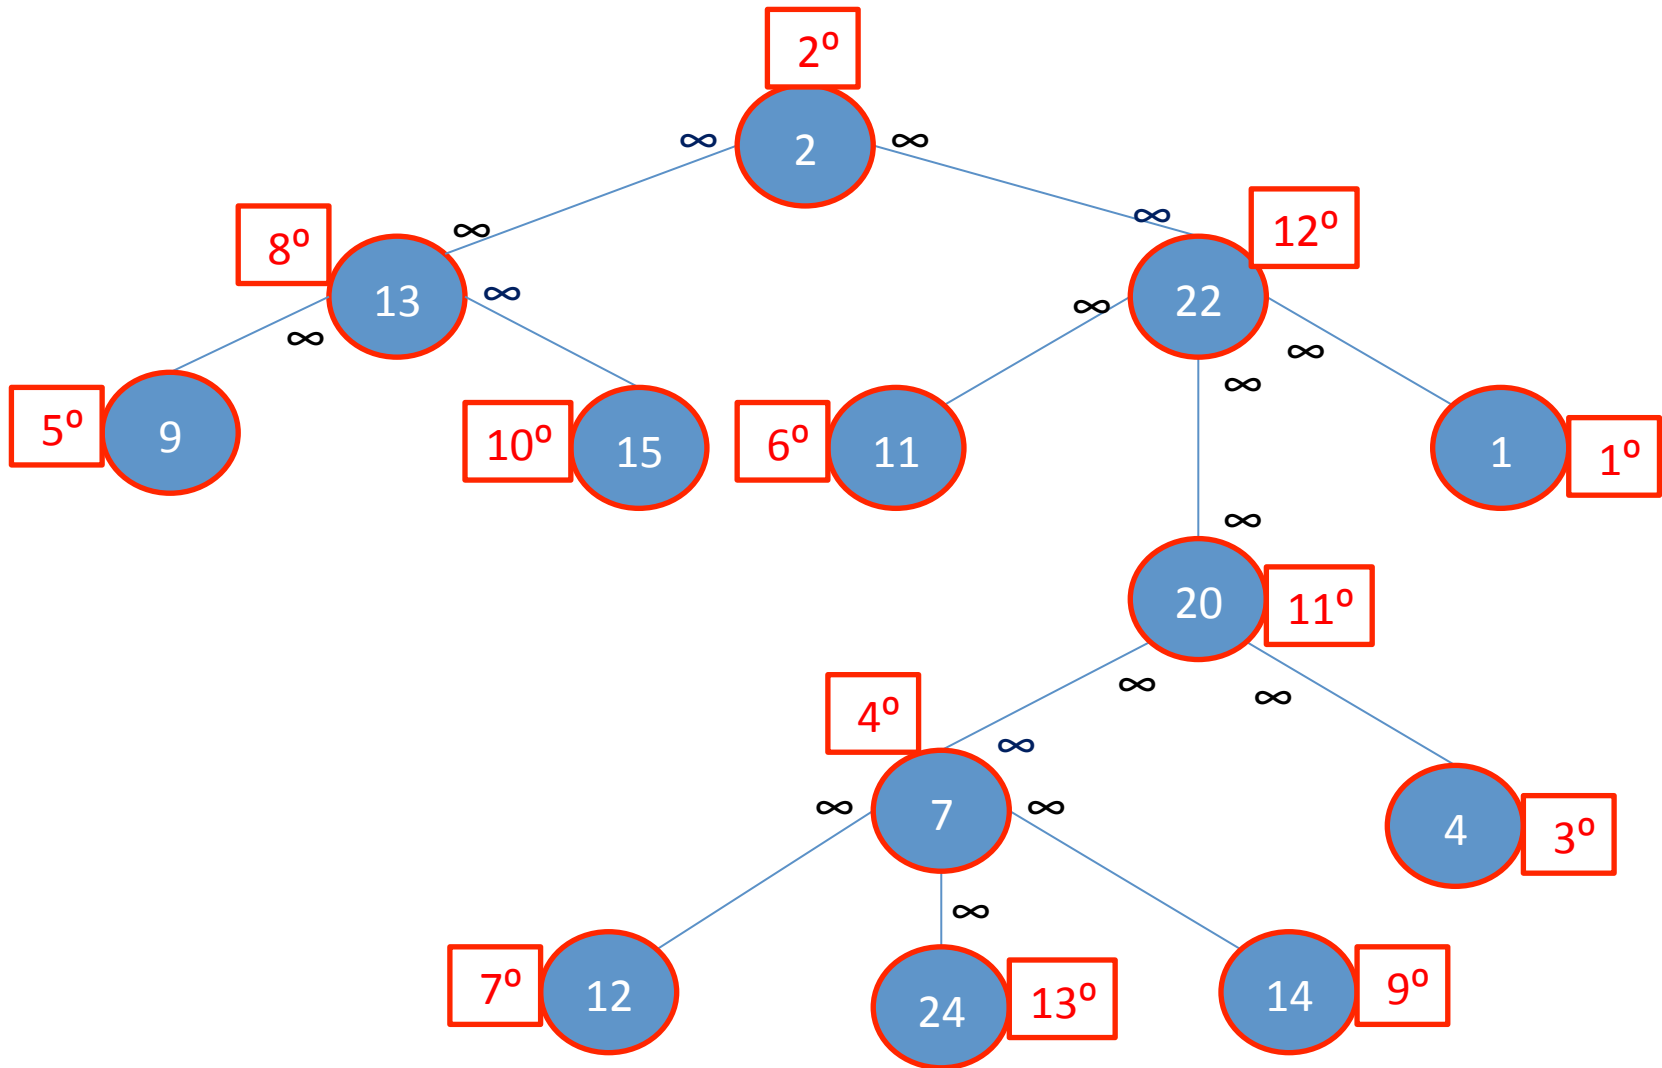 2º
∞ 2 ∞
8º ∞ ∞ 12º
13 ∞ ∞ 22
∞ ∞
∞
5º 9 10º 15 6º 11 1 1º
∞
20 11º
∞ ∞
4º ∞
∞ 7 ∞
4 3º
∞
7º 12 24 13º 14 9º